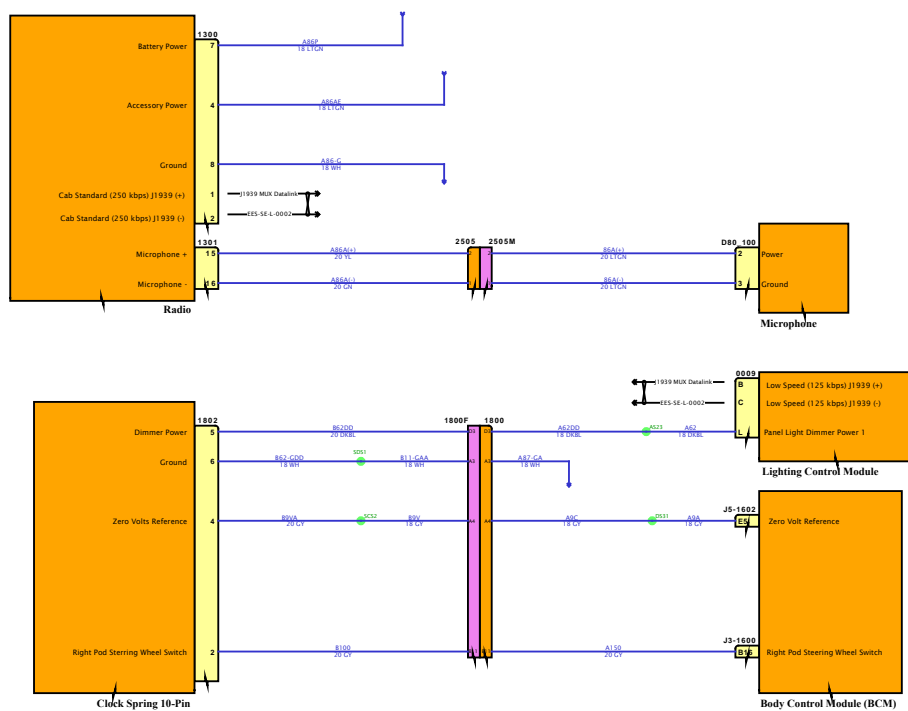 1300
Battery Power 7 A86P
18 LTGN
Accessory Power 4 A86AE
18 LTGN
Ground 8 A86-G
18 WH
Cab Standard (250 kbps) J1939 (+) 1 J1939 MUX Datalink
Cab Standard (250 kbps) J1939 (-) 2 EES-SE-L-0002
1301 2505 2505M D80_100
Microphone + 15 A86A(+) 2 2 86A(+) 2 Power
20 YL 20 LTGN
Microphone - 16 A86A(-) 86A(-) 3 Ground
20 GN 20 LTGN
Radio
Microphone
0009
J1939 MUX Datalink B Low Speed (125 kbps) J1939 (+)
EES-SE-L-0002 C Low Speed (125 kbps) J1939 (-)
1802 1800F 1800
Dimmer Power 5 B62DD D3 D3 A62DD AS23 A62 L Panel Light Dimmer Power 1
20 DKBL 18 DKBL 18 DKBL
Ground 6 B62-GDD SDS1 B11-GAA A3 A3 A87-GA
18 WH 18 WH 18 WH
Lighting Control Module
J5-1602
Zero Volts Reference 4 B9VA SCS2 B9V A4 A4 A9C DS31 A9A E5 Zero Volt Reference
20 GY 18 GY 18 GY 18 GY
J3-1600
Right Pod Sterring Wheel Switch 2 B100 A150 B16 Right Pod Steering Wheel Switch
20 GY 20 GY
Clock Spring 10-Pin
Body Control Module (BCM)